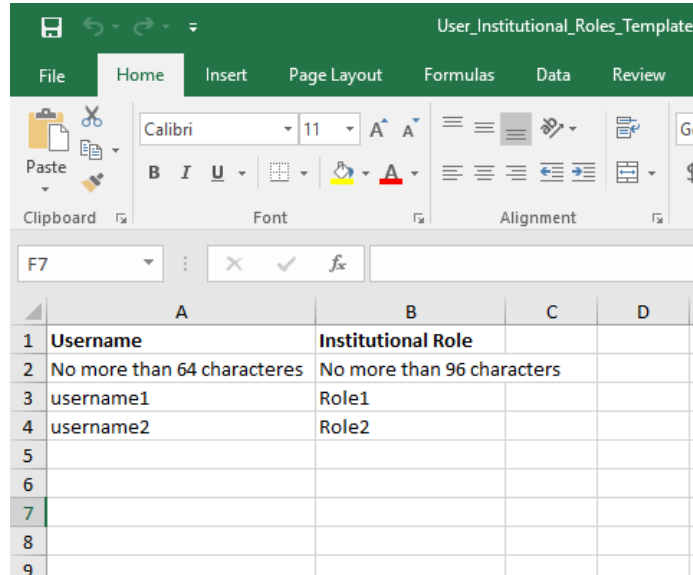 User_Institutional_Roles_Template
File Home Insert Page Layout Formulas Data Review
Calibri 11 A A
Paste B I U A
Clipboard Font Alignment
F7 fx
A B C D
1 Username Institutional Role
2 No more than 64 characteres No more than 96 characters
3 username1 Role1
4 username2 Role2
5
6
7
8
9